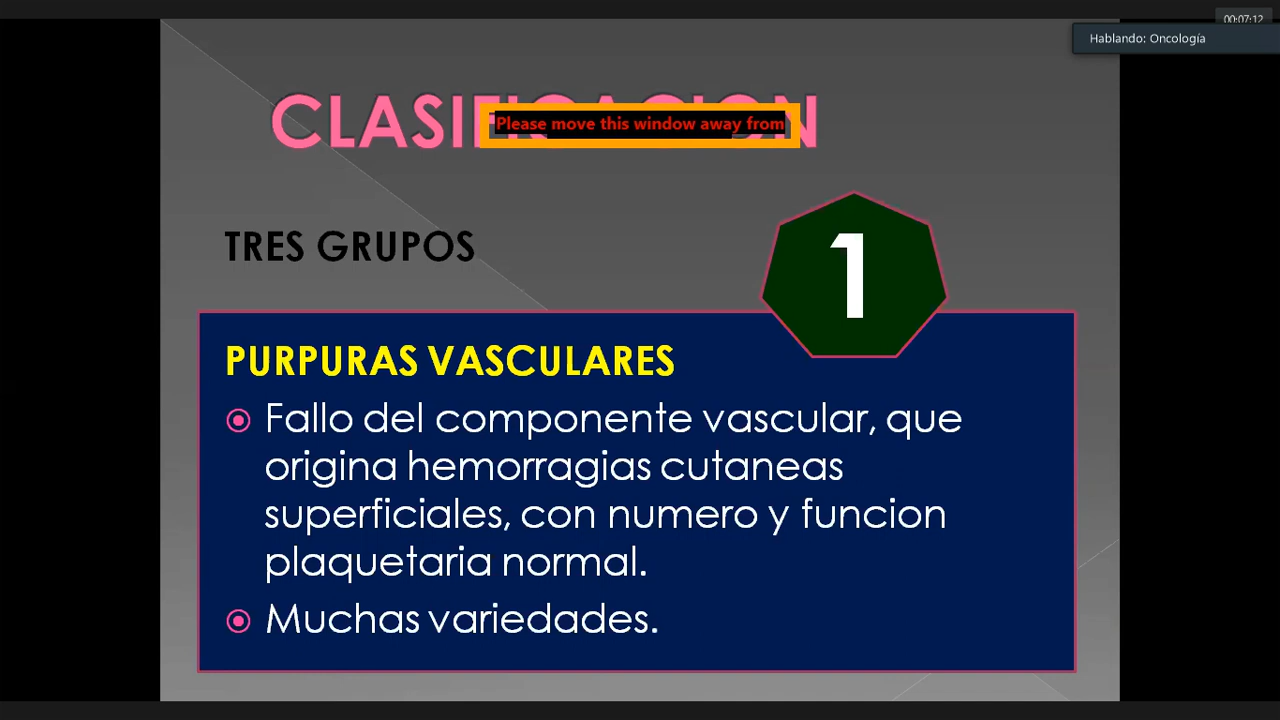 00:07:12
Hablando: Oncología
CLASIFICACION
Please move this window away from
TRES GRUPOS
1
PURPURAS VASCULARES
Fallo del componente vascular, que
origina hemorragias cutaneas
superficiales, con numero y funcion
plaquetaria normal.
Muchas variedades.